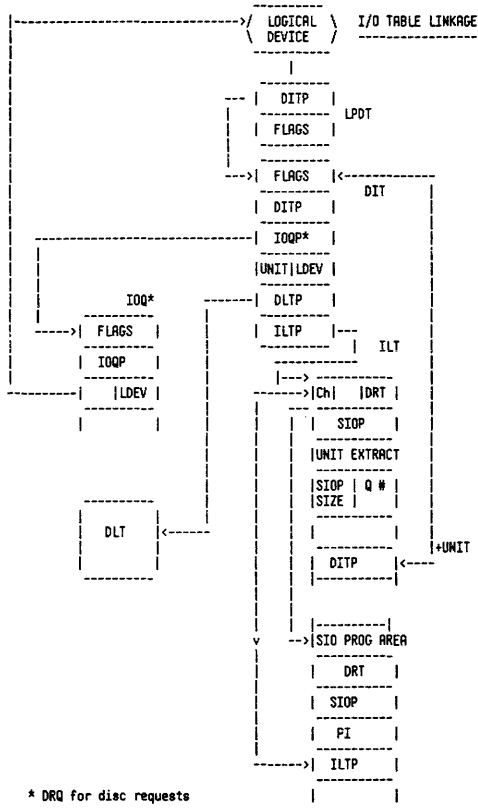 LOGICAL I/O TABLE LINKAGE
DEVICE
DITP
LPDT
FLAGS
FLAGS
DIT
DITP
IOQP*
UNIT|LDEV
IOQ* DLTP
FLAGS ILTP
ILT
IOQP
|LDEV Ch| |DRT
SIOP
UNIT EXTRACT
SIOP | Q #
SIZE |
DLT
+UNIT
DITP
SIO PROG AREA
v
DRT
SIOP
PI
ILTP
* DRQ for disc requests